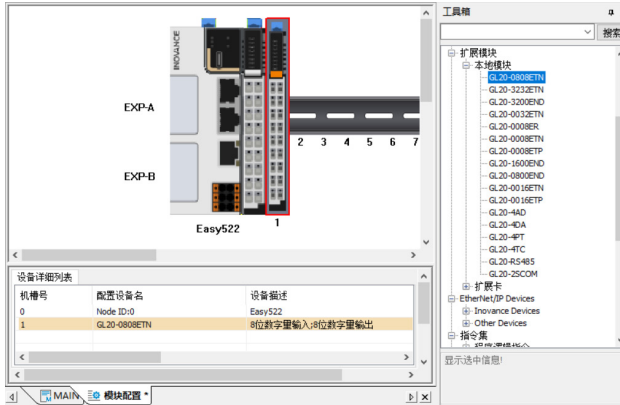 INOVANCE
EXP-A
EXP-B
2 3 4 5 6 7
Easy522
1
设备详细列表
机槽号 配置设备名 设备描述
0 Node ID:0 Easy522
1 GL20-0808ETN 8位数字量输入;8位数字量输出
MAIN 模块配置 *
工具箱
搜索
扩展模块
本地模块
GL20-0808ETN
GL20-3232ETN
GL20-3200END
GL20-0032ETN
GL20-0008ER
GL20-0008ETN
GL20-0008ETP
GL20-1600END
GL20-0800END
GL20-0016ETN
GL20-0016ETP
GL20-4AD
GL20-4DA
GL20-4PT
GL20-4TC
GL20-RS485
GL20-2SCOM
扩展卡
EtherNet/IP Devices
Inovance Devices
Other Devices
指令集
显示选中信息!